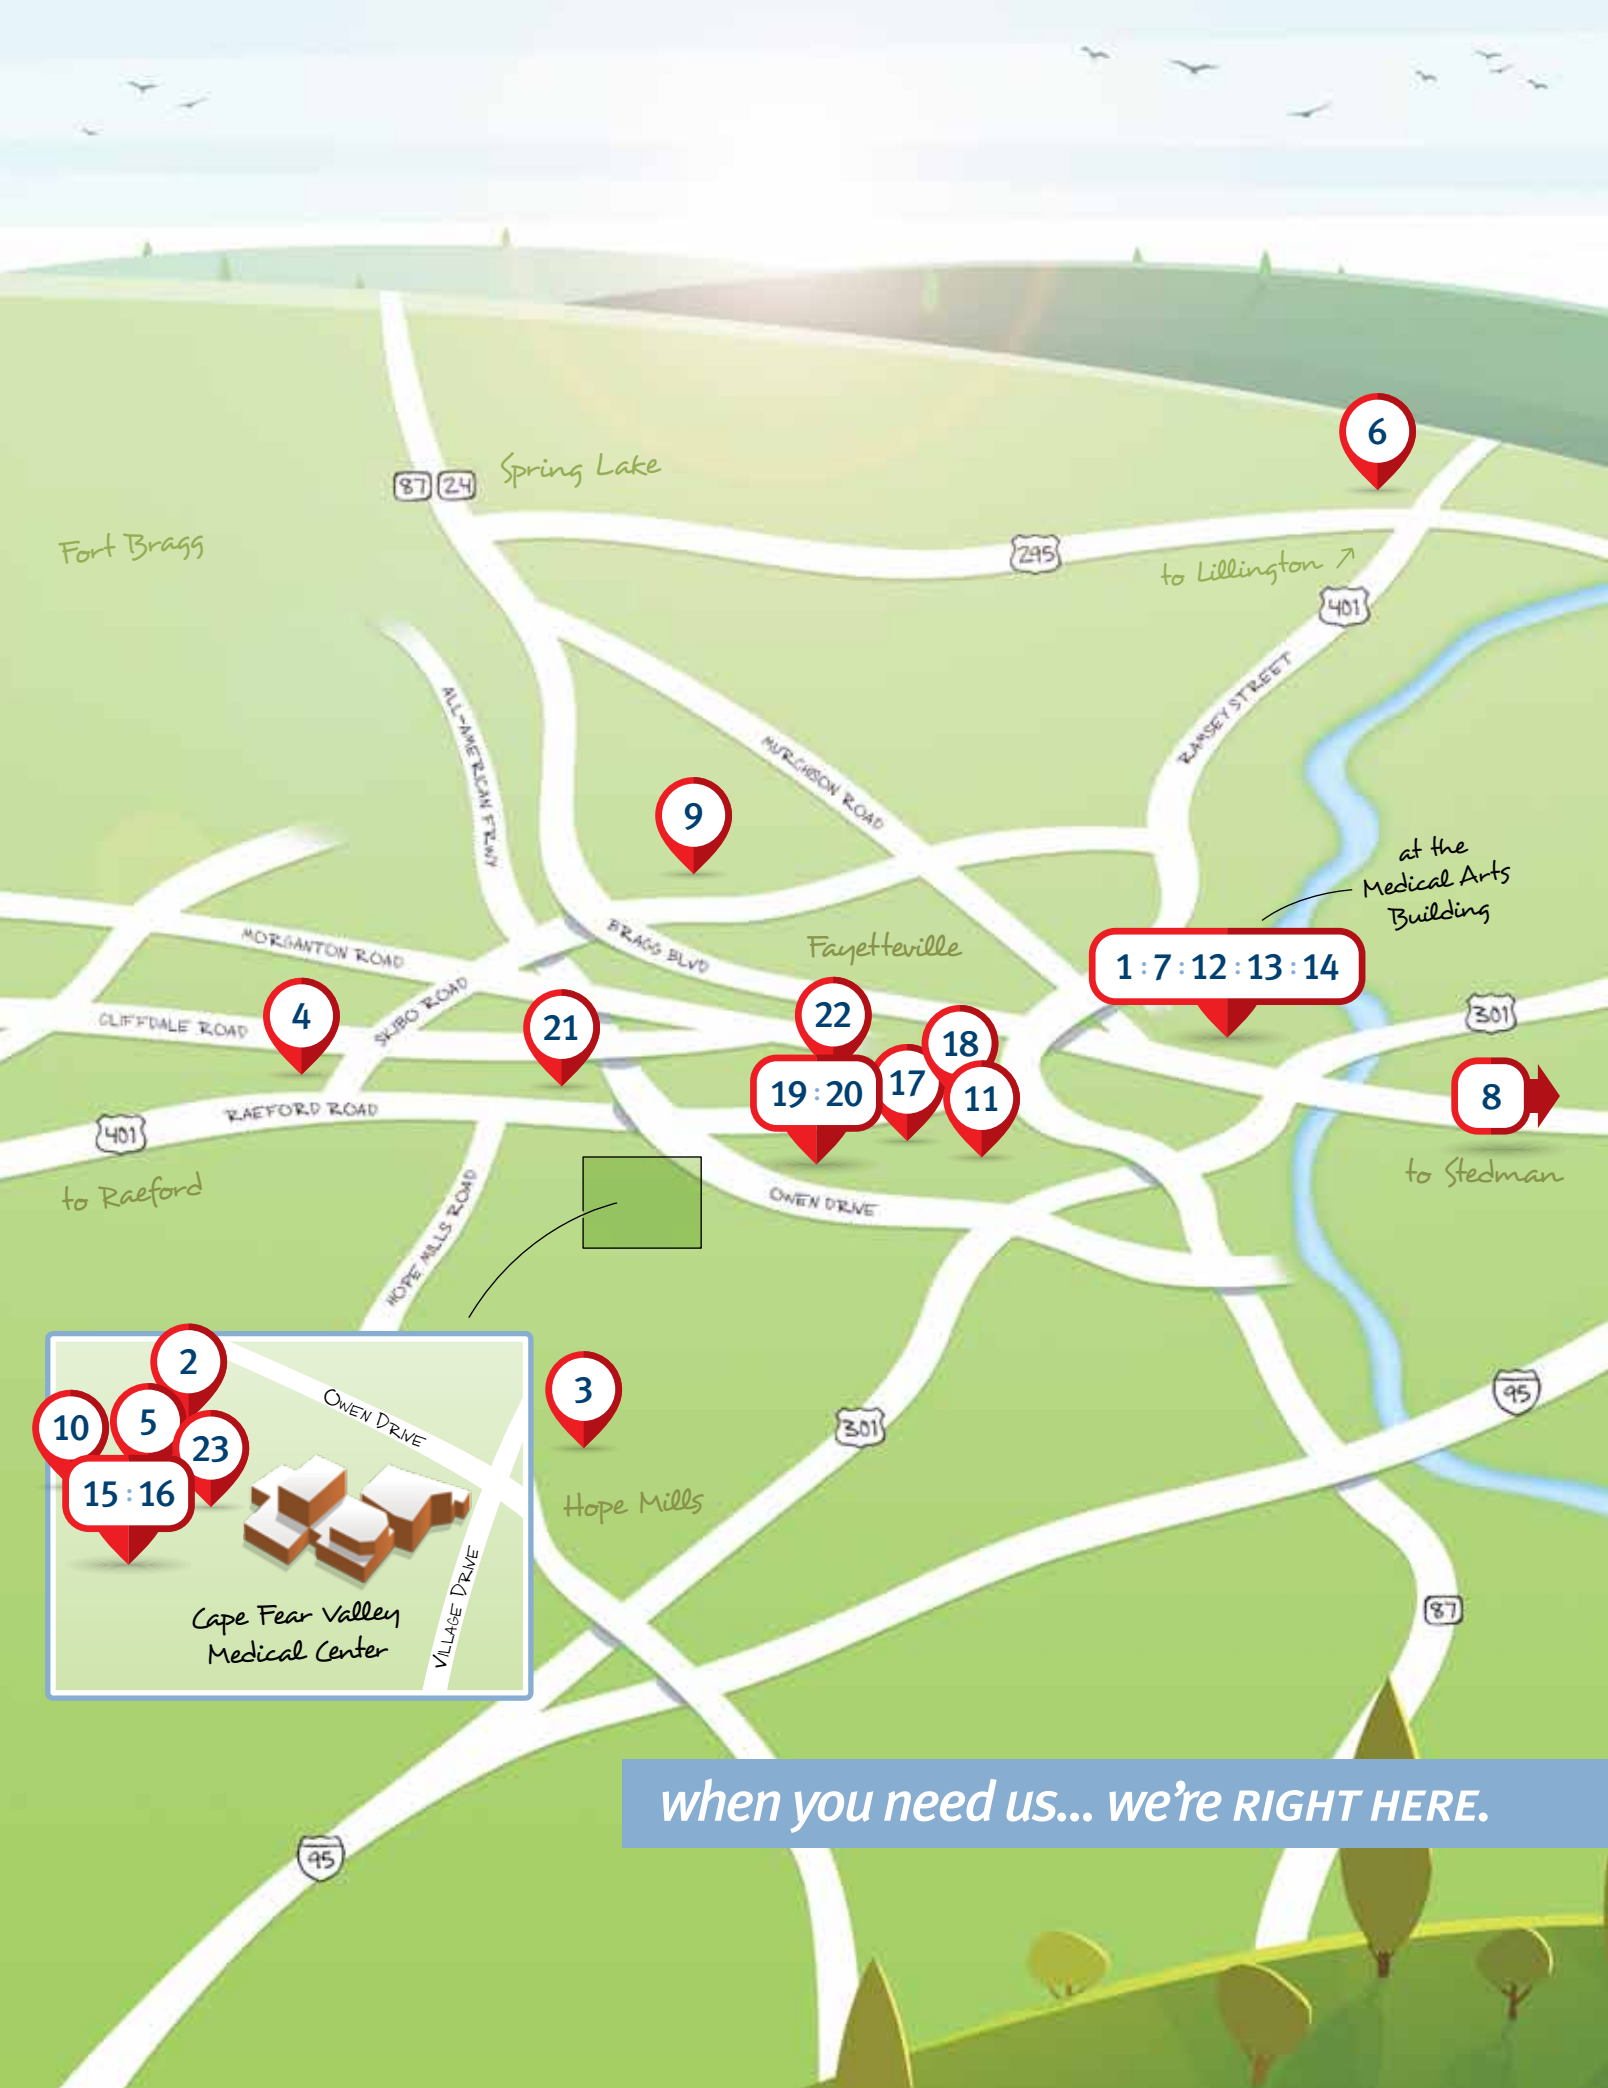 6
87 24
Spring Lake
Fort Bragg
295
to Lillington
401
RAMSEY STREET
ALL-AMERICAN FRWY
MURCHISON ROAD
9
at the
Medical Arts
Building
BRAGG BLVD
MORGANTON ROAD
Fayetteville
1 : 7 : 12 : 13 : 14
SKIBO ROAD
4
CLIFFDALE ROAD
21
22
18
301
19 : 20
17
11
8
RAEFORD ROAD
401
to Raeford
to Stedman
OWEN DRIVE
HOPE MILLS ROAD
2
10
5
23
15 : 16
OWEN DRIVE
3
301
95
Hope Mills
VILLAGE DRIVE
Cape Fear Valley
Medical Center
87
when you need us... we're RIGHT HERE.
95